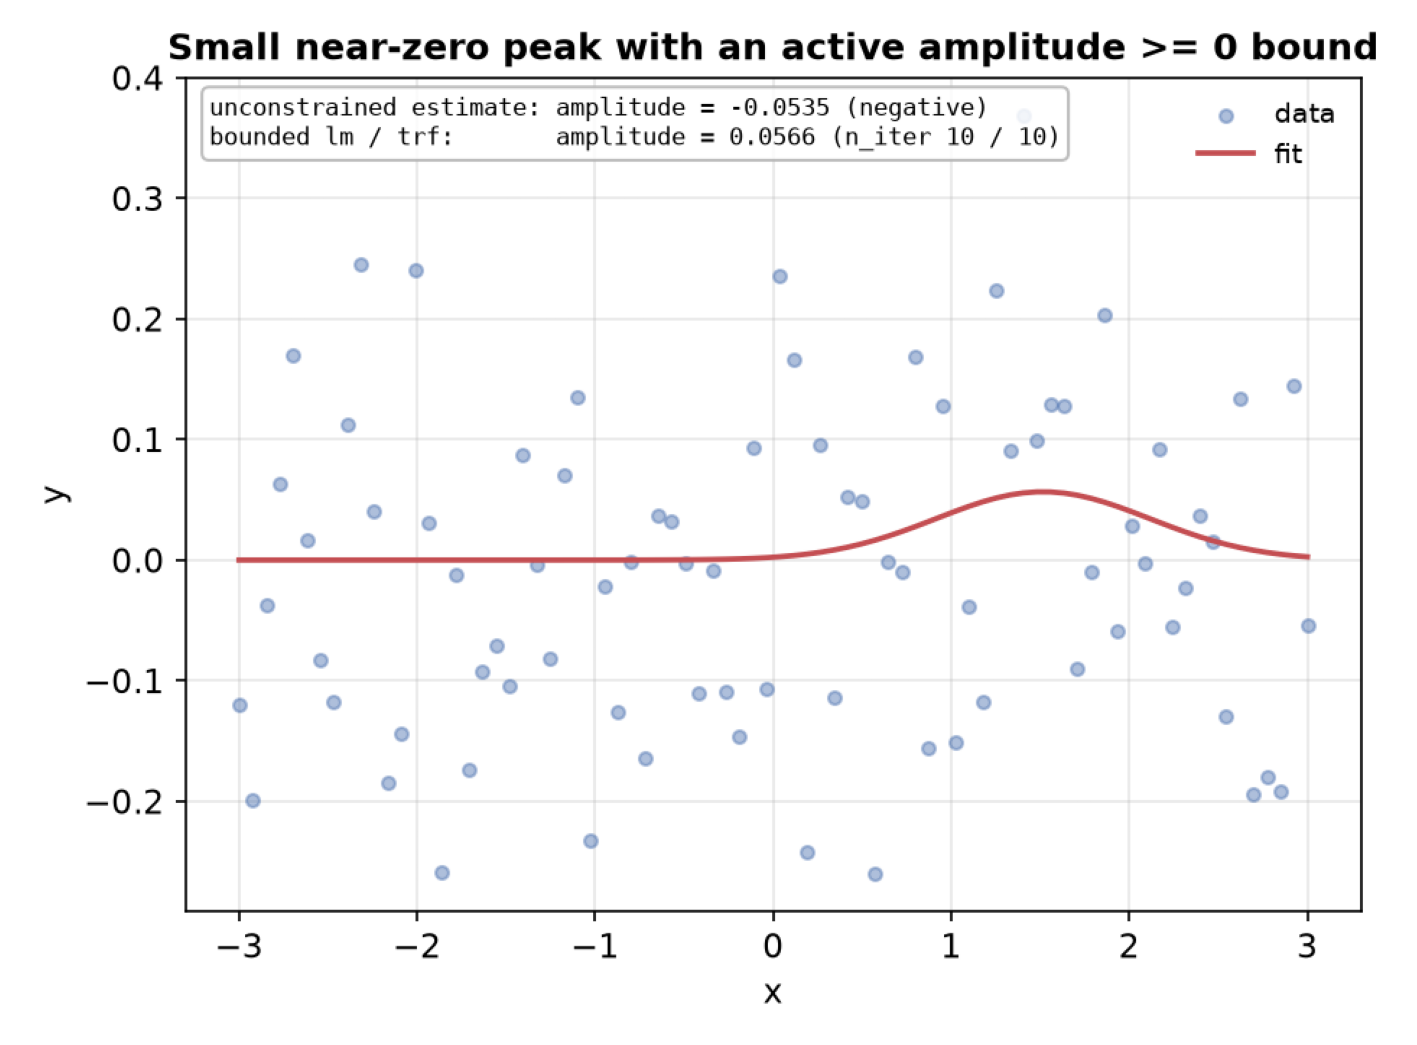 Small near-zero peak with an active amplitude >= 0 bound
unconstrained estimate: amplitude = -0.0535 (negative)
bounded lm / trf:       amplitude = 0.0566 (n_iter 10 / 10)
data
fit
0.4
0.3
0.2
0.1
0.0
−0.1
−0.2
y
−3
−2
−1
0
1
2
3
x